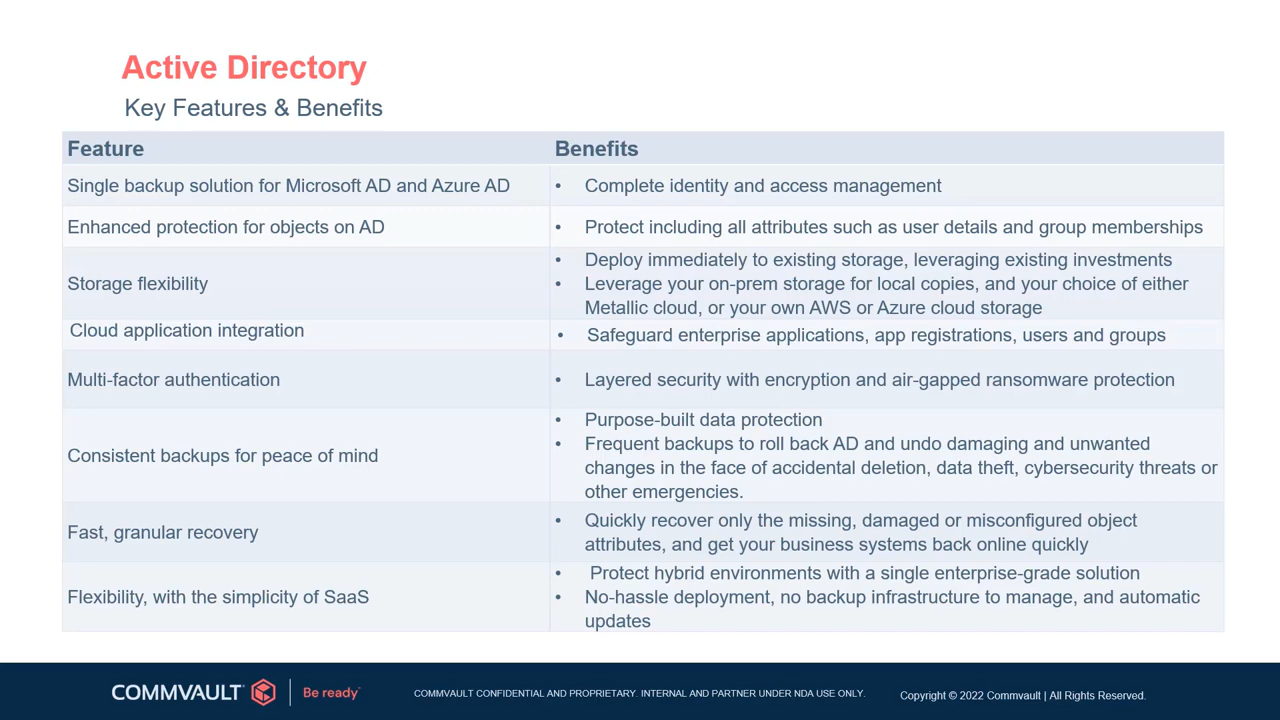 Active Directory
Key Features & Benefits
Feature
Benefits
Single backup solution for Microsoft AD and Azure AD
• Complete identity and access management
Enhanced protection for objects on AD
• Protect including all attributes such as user details and group memberships
Storage flexibility
• Deploy immediately to existing storage, leveraging existing investments
• Leverage your on-prem storage for local copies, and your choice of either
Metallic cloud, or your own AWS or Azure cloud storage
Cloud application integration
• Safeguard enterprise applications, app registrations, users and groups
Multi-factor authentication
• Layered security with encryption and air-gapped ransomware protection
Consistent backups for peace of mind
• Purpose-built data protection
• Frequent backups to roll back AD and undo damaging and unwanted
changes in the face of accidental deletion, data theft, cybersecurity threats or
other emergencies.
Fast, granular recovery
• Quickly recover only the missing, damaged or misconfigured object
attributes, and get your business systems back online quickly
Flexibility, with the simplicity of SaaS
• Protect hybrid environments with a single enterprise-grade solution
• No-hassle deployment, no backup infrastructure to manage, and automatic
updates
COMMVAULT
Be ready
COMMVAULT CONFIDENTIAL AND PROPRIETARY. INTERNAL AND PARTNER UNDER NDA USE ONLY.
Copyright © 2022 Commvault | All Rights Reserved.